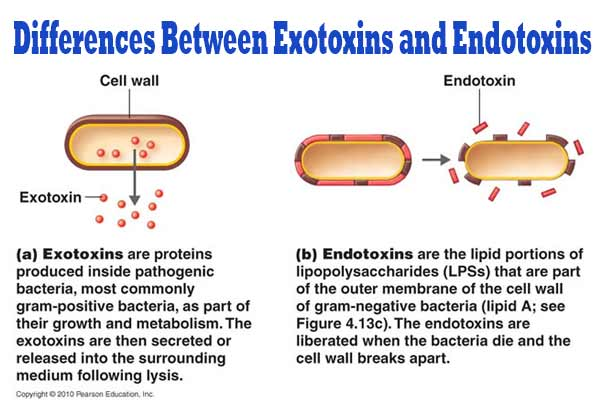 Differences Between Exotoxins and Endotoxins
Cell wall
Exotoxin
(a) Exotoxins are proteins
produced inside pathogenic
bacteria, most commonly
gram-positive bacteria, as part of
their growth and metabolism. The
exotoxins are then secreted or
released into the surrounding
medium following lysis.
Endotoxin
(b) Endotoxins are the lipid portions of
lipopolysaccharides (LPSs) that are part
of the outer membrane of the cell wall
of gram-negative bacteria (lipid A; see
Figure 4.13c). The endotoxins are
liberated when the bacteria die and the
cell wall breaks apart.
Copyright © 2010 Pearson Education, Inc.